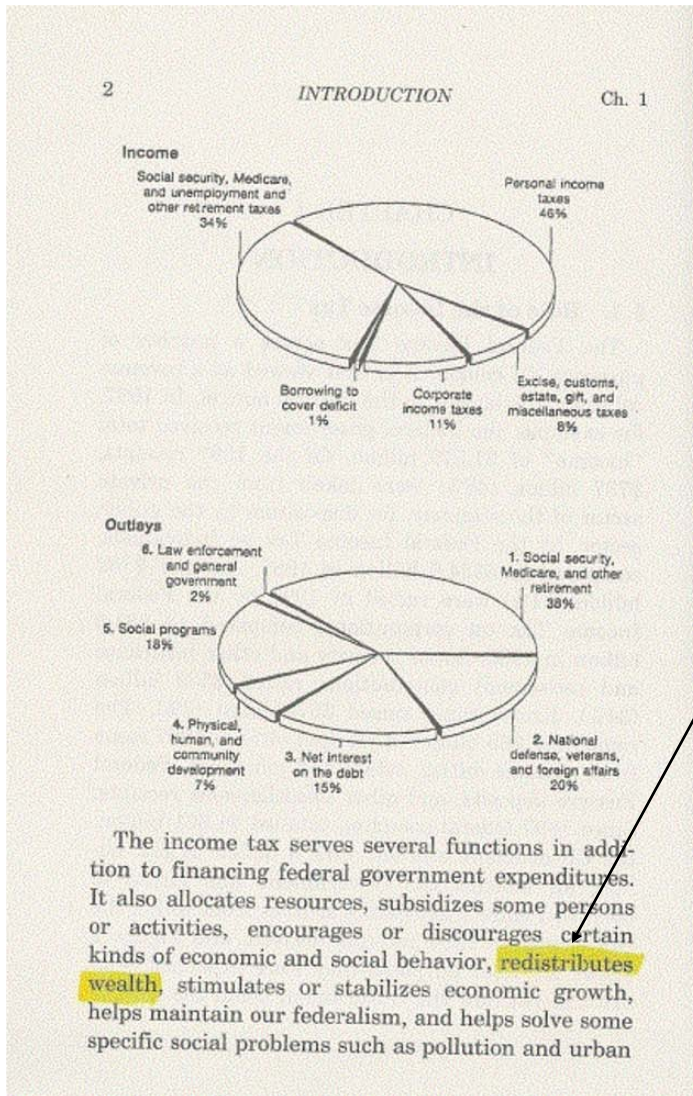 2 INTRODUCTION Ch. 1
Income
Social security, Medicare,
and unemployment and
other retirement taxes
34%
Personal income
taxes
46%
Borrowing to
cover deficit
1%
Corporate
income taxes
11%
Excise, customs,
estate, gift, and
miscellaneous taxes
8%
Outlays
6. Law enforcement
and general
government
2%
1. Social security,
Medicare, and other
retirement
38%
5. Social programs
18%
4. Physical,
human, and
community
development
7%
3. Net interest
on the debt
15%
2. National
defense, veterans,
and foreign affairs
20%
The income tax serves several functions in addi-
tion to financing federal government expenditures.
It also allocates resources, subsidizes some persons
or activities, encourages or discourages certain
kinds of economic and social behavior, redistributes
wealth, stimulates or stabilizes economic growth,
helps maintain our federalism, and helps solve some
specific social problems such as pollution and urban